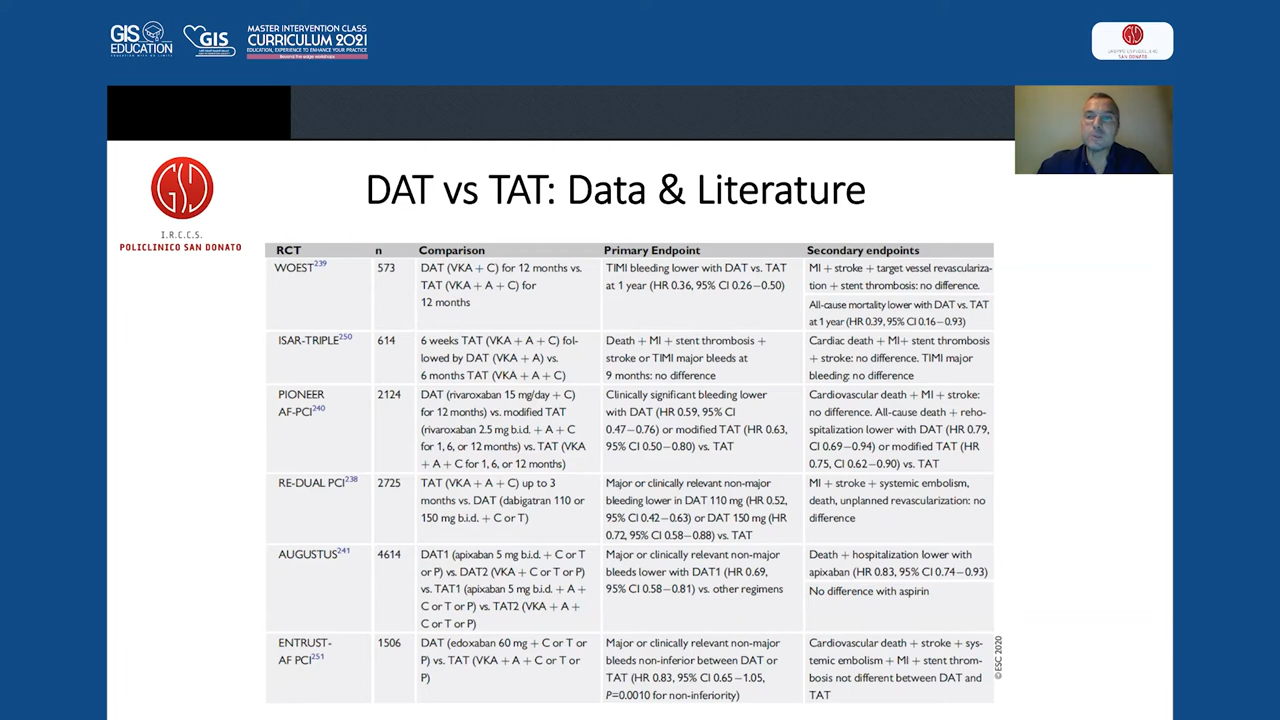 GIS
EDUCATION
GIS
MASTER INTERVENTION CLASS
CURRICULUM 2021
EDUCATION, EXPERIENCE TO ENHANCE YOUR PRACTICE
Beyond the edge workshops
SAN DONATO
GSD
I.R.C.C.S.
POLICLINICO SAN DONATO
DAT vs TAT: Data & Literature
RCT n Comparison Primary Endpoint Secondary endpoints
WOEST239 573 DAT (VKA + C) for 12 months vs. TAT (VKA + A + C) for 12 months
TIMI bleeding lower with DAT vs. TAT at 1 year (HR 0.36, 95% CI 0.26–0.50)
MI + stroke + target vessel revasculariza-
tion + stent thrombosis: no difference.
All-cause mortality lower with DAT vs. TAT
at 1 year (HR 0.39, 95% CI 0.16–0.93)
ISAR-TRIPLE250 614
6 weeks TAT (VKA + A + C) fol-
lowed by DAT (VKA + A) vs.
6 months TAT (VKA + A + C)
Death + MI + stent thrombosis +
stroke or TIMI major bleeds at
9 months: no difference
Cardiac death + MI+ stent thrombosis
+ stroke: no difference. TIMI major
bleeding: no difference
PIONEER
AF-PCI240
2124
DAT (rivaroxaban 15 mg/day + C)
for 12 months) vs. modified TAT
(rivaroxaban 2.5 mg b.i.d. + A + C
for 1, 6, or 12 months) vs. TAT (VKA
+ A + C for 1, 6, or 12 months)
Clinically significant bleeding lower
with DAT (HR 0.59, 95% CI
0.47–0.76) or modified TAT (HR 0.63,
95% CI 0.50–0.80) vs. TAT
Cardiovascular death + MI + stroke:
no difference. All-cause death + reho-
spitalization lower with DAT (HR 0.79,
CI 0.69–0.94) or modified TAT (HR
0.75, CI 0.62–0.90) vs. TAT
RE-DUAL PCI238 2725
TAT (VKA + A + C) up to 3
months vs. DAT (dabigatran 110 or
150 mg b.i.d. + C or T)
Major or clinically relevant non-major
bleeding lower in DAT 110 mg (HR 0.52,
95% CI 0.42–0.63) or DAT 150 mg (HR
0.72, 95% CI 0.58–0.88) vs. TAT
MI + stroke + systemic embolism,
death, unplanned revascularization: no
difference
AUGUSTUS241 4614
DAT1 (apixaban 5 mg b.i.d. + C or T
or P) vs. DAT2 (VKA + C or T or P)
vs. TAT1 (apixaban 5 mg b.i.d. + A +
C or T or P) vs. TAT2 (VKA + A +
C or T or P)
Major or clinically relevant non-major
bleeds lower with DAT1 (HR 0.69,
95% CI 0.58–0.81) vs. other regimens
Death + hospitalization lower with
apixaban (HR 0.83, 95% CI 0.74–0.93)
No difference with aspirin
ENTRUST-
AF PCI251
1506
DAT (edoxaban 60 mg + C or T or
P) vs. TAT (VKA + A + C or T or
P)
Major or clinically relevant non-major
bleeds non-inferior between DAT or
TAT (HR 0.83, 95% CI 0.65–1.05,
P=0.0010 for non-inferiority)
Cardiovascular death + stroke + sys-
temic embolism + MI + stent throm-
bosis not different between DAT and
TAT
©ESC 2020